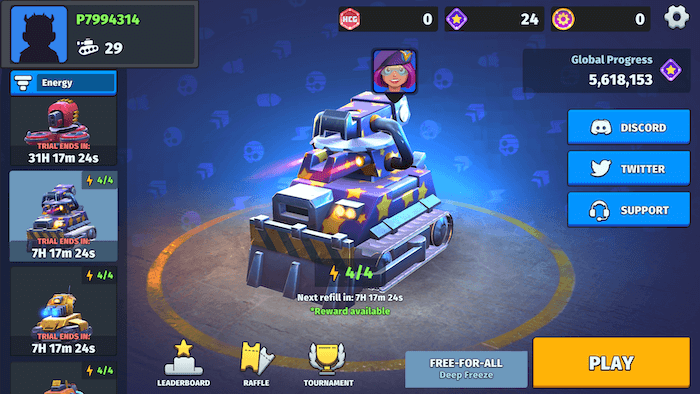 P7994314
29
HCG
0
24
0
Global Progress
5,618,153
Energy
TRIAL ENDS IN:
31H 17m 24s
4/4
TRIAL ENDS IN:
7H 17m 24s
4/4
TRIAL ENDS IN:
7H 17m 24s
4/4
DISCORD
TWITTER
SUPPORT
4/4
Next refill in: 7H 17m 24s
*Reward available
LEADERBOARD
RAFFLE
TOURNAMENT
FREE-FOR-ALL
Deep Freeze
PLAY